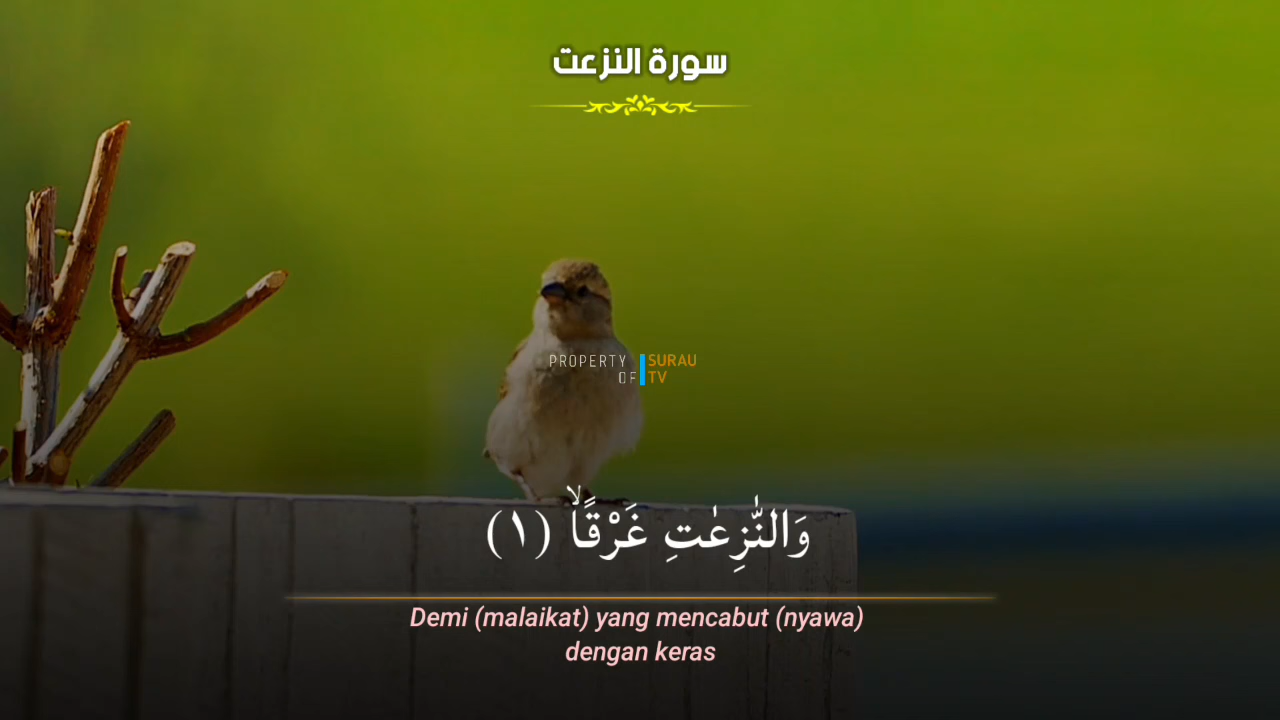 سورة النزعت
PROPERTY OF
SURAU TV
وَالنّٰزِعٰتِ غَرْقًاۙ (١)
Demi (malaikat) yang mencabut (nyawa)
dengan keras